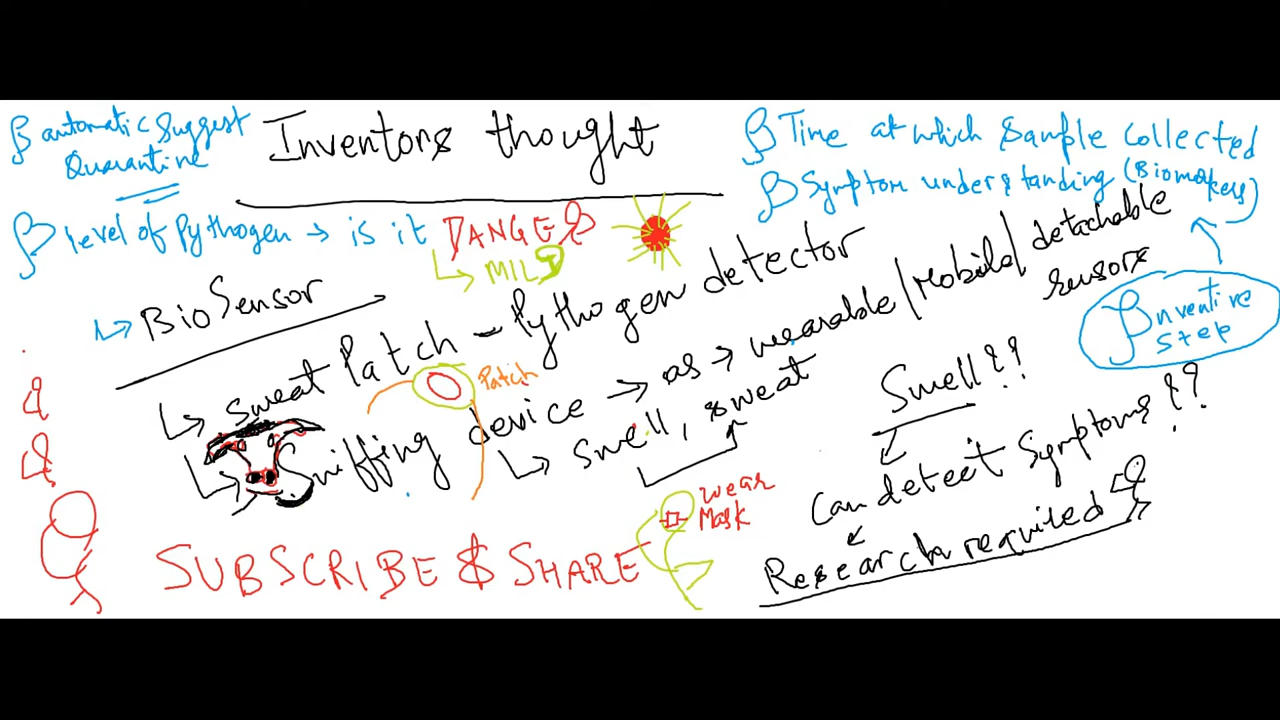 automatic Suggest
Quarantine
Inventors thought
Time at which Sample Collected
Symptom understanding (Biomarkers)
level of Pythogen → is it DANGER
MILD
BioSensor
Sweat Patch - Pythogen detector
Patch
Sniffing device → as → wearable/Mobile/detachable
sensors
Inventive
step
smell, sweat
Smell??
Can detect Symptoms??
Research required
wear
Mask
SUBSCRIBE & SHARE